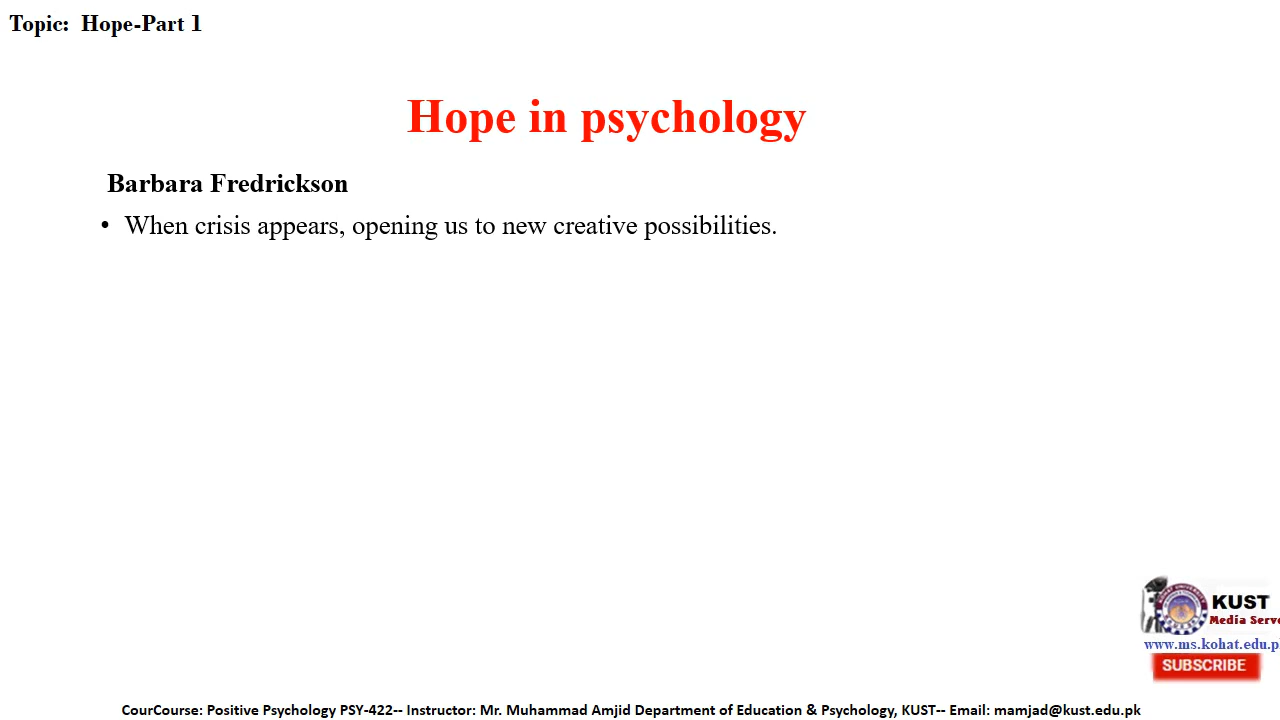 Topic: Hope-Part 1
Hope in psychology
Barbara Fredrickson
• When crisis appears, opening us to new creative possibilities.
KUST
Media Serv
www.ms.kohat.edu.p
SUBSCRIBE
CourCourse: Positive Psychology PSY-422-- Instructor: Mr. Muhammad Amjid Department of Education & Psychology, KUST-- Email: mamjad@kust.edu.pk